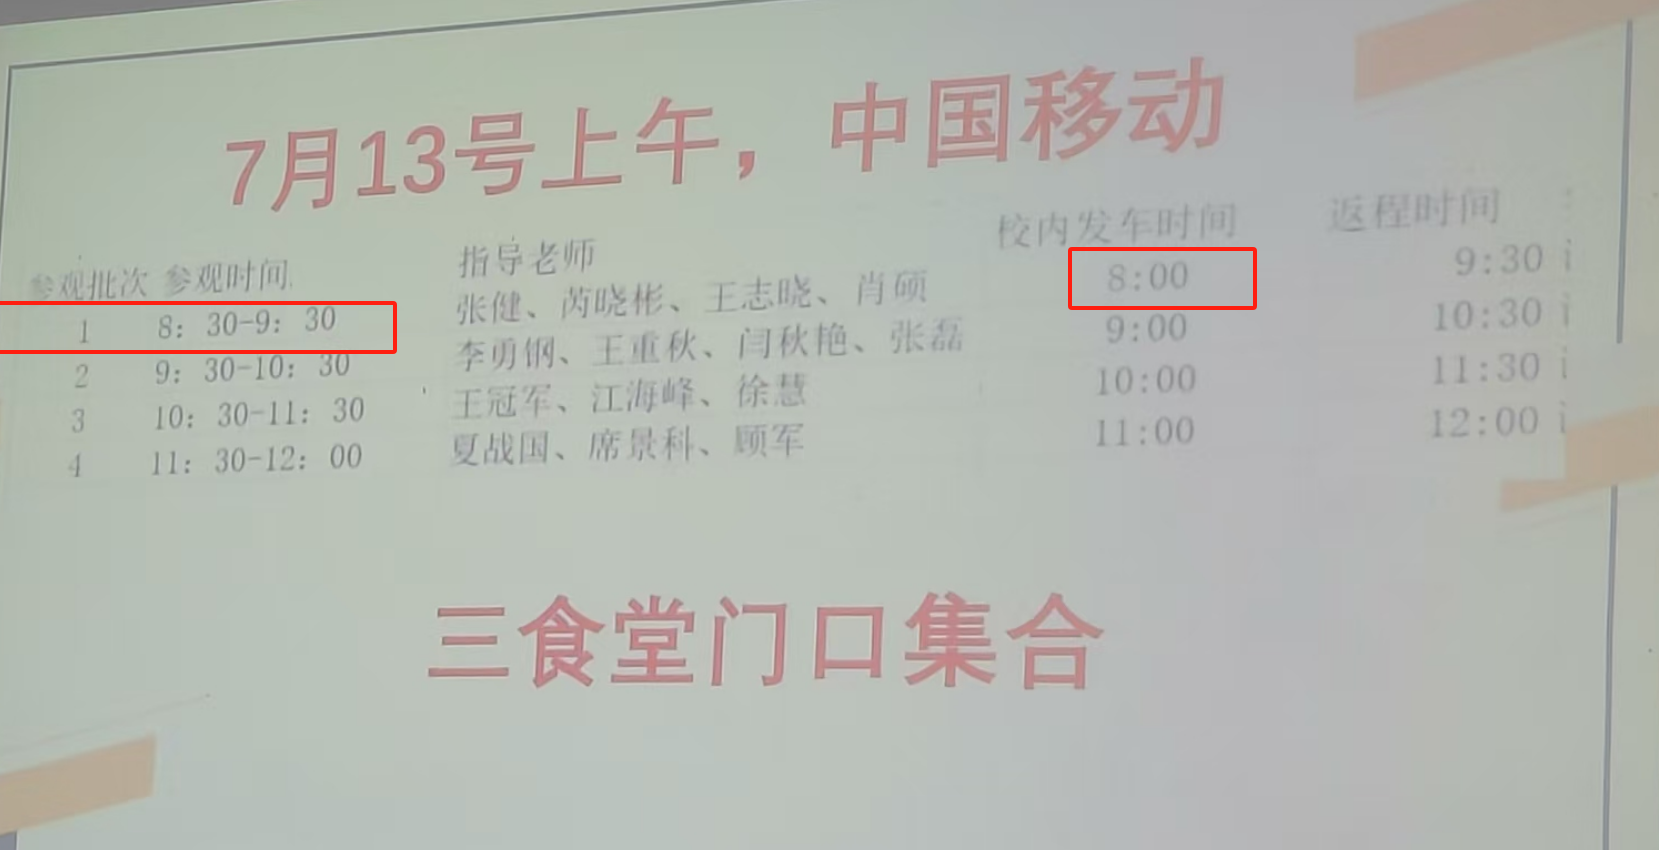 7月13号上午，中国移动
参观批次 参观时间 指导老师 校内发车时间 返程时间
1 8：30-9：30 张健、芮晓彬、王志晓、肖硕 8:00 9:30
2 9：30-10：30 李勇钢、王重秋、闫秋艳、张磊 9:00 10:30
3 10：30-11：30 王冠军、江海峰、徐慧 10:00 11:30
4 11：30-12：00 夏战国、席景科、顾军 11:00 12:00
三食堂门口集合